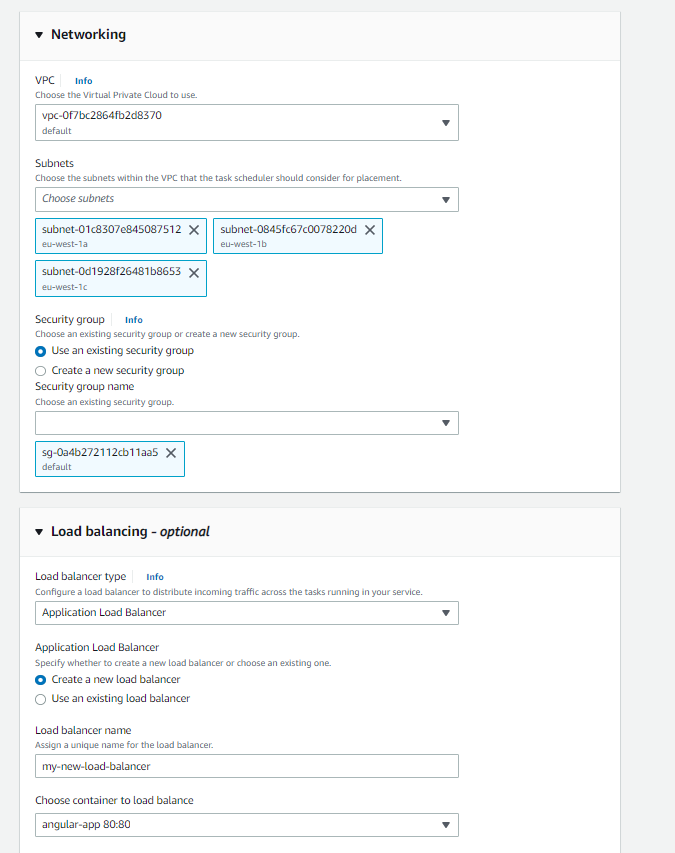 Networking
VPC Info
Choose the Virtual Private Cloud to use.
vpc-0f7bc2864fb2d8370
default
Subnets
Choose the subnets within the VPC that the task scheduler should consider for placement.
Choose subnets
subnet-01c8307e845087512 subnet-0845fc67c0078220d
eu-west-1a eu-west-1b
subnet-0d1928f26481b8653
eu-west-1c
Security group Info
Choose an existing security group or create a new security group.
Use an existing security group
Create a new security group
Security group name
Choose an existing security group.
sg-0a4b272112cb11aa5
default
Load balancing - optional
Load balancer type Info
Configure a load balancer to distribute incoming traffic across the tasks running in your service.
Application Load Balancer
Application Load Balancer
Specify whether to create a new load balancer or choose an existing one.
Create a new load balancer
Use an existing load balancer
Load balancer name
Assign a unique name for the load balancer.
my-new-load-balancer
Choose container to load balance
angular-app 80:80